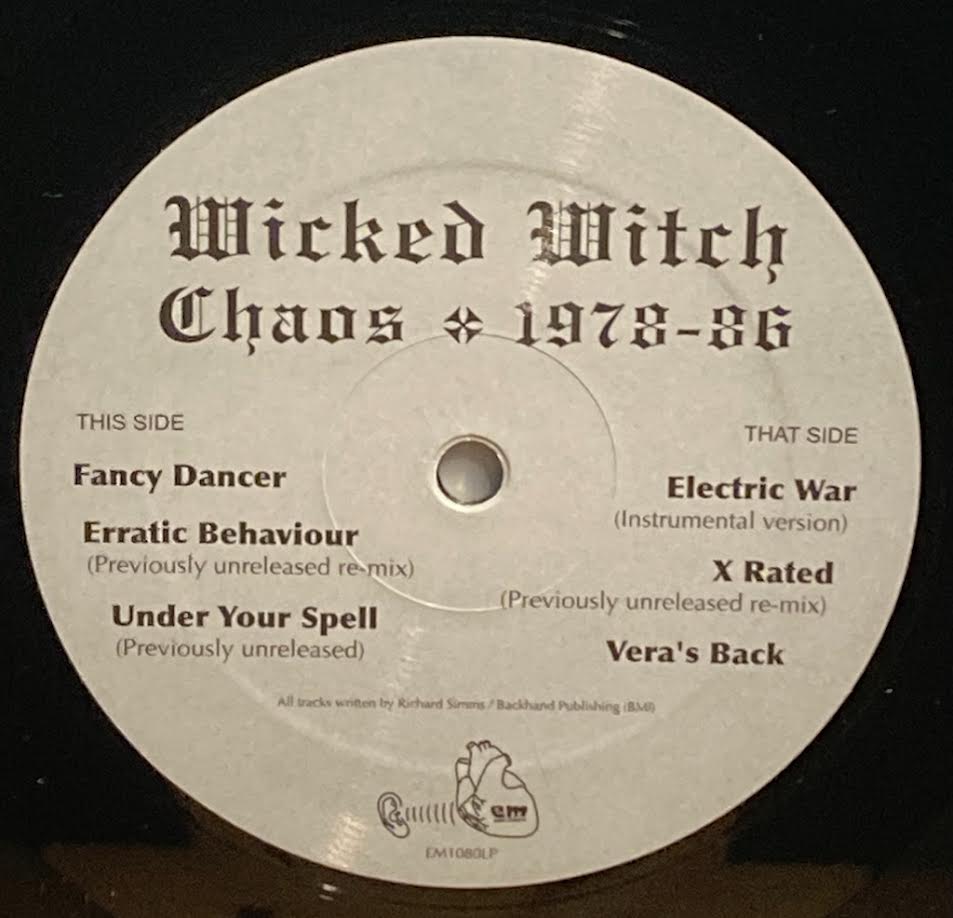 Wicked Witch
Chaos ✣ 1978-86
THIS SIDE
Fancy Dancer
Erratic Behaviour
(Previously unreleased re-mix)
Under Your Spell
(Previously unreleased)
THAT SIDE
Electric War
(Instrumental version)
X Rated
(Previously unreleased re-mix)
Vera's Back
All tracks written by Richard Simms / Backhand Publishing (BMI)
em
EM1080LP